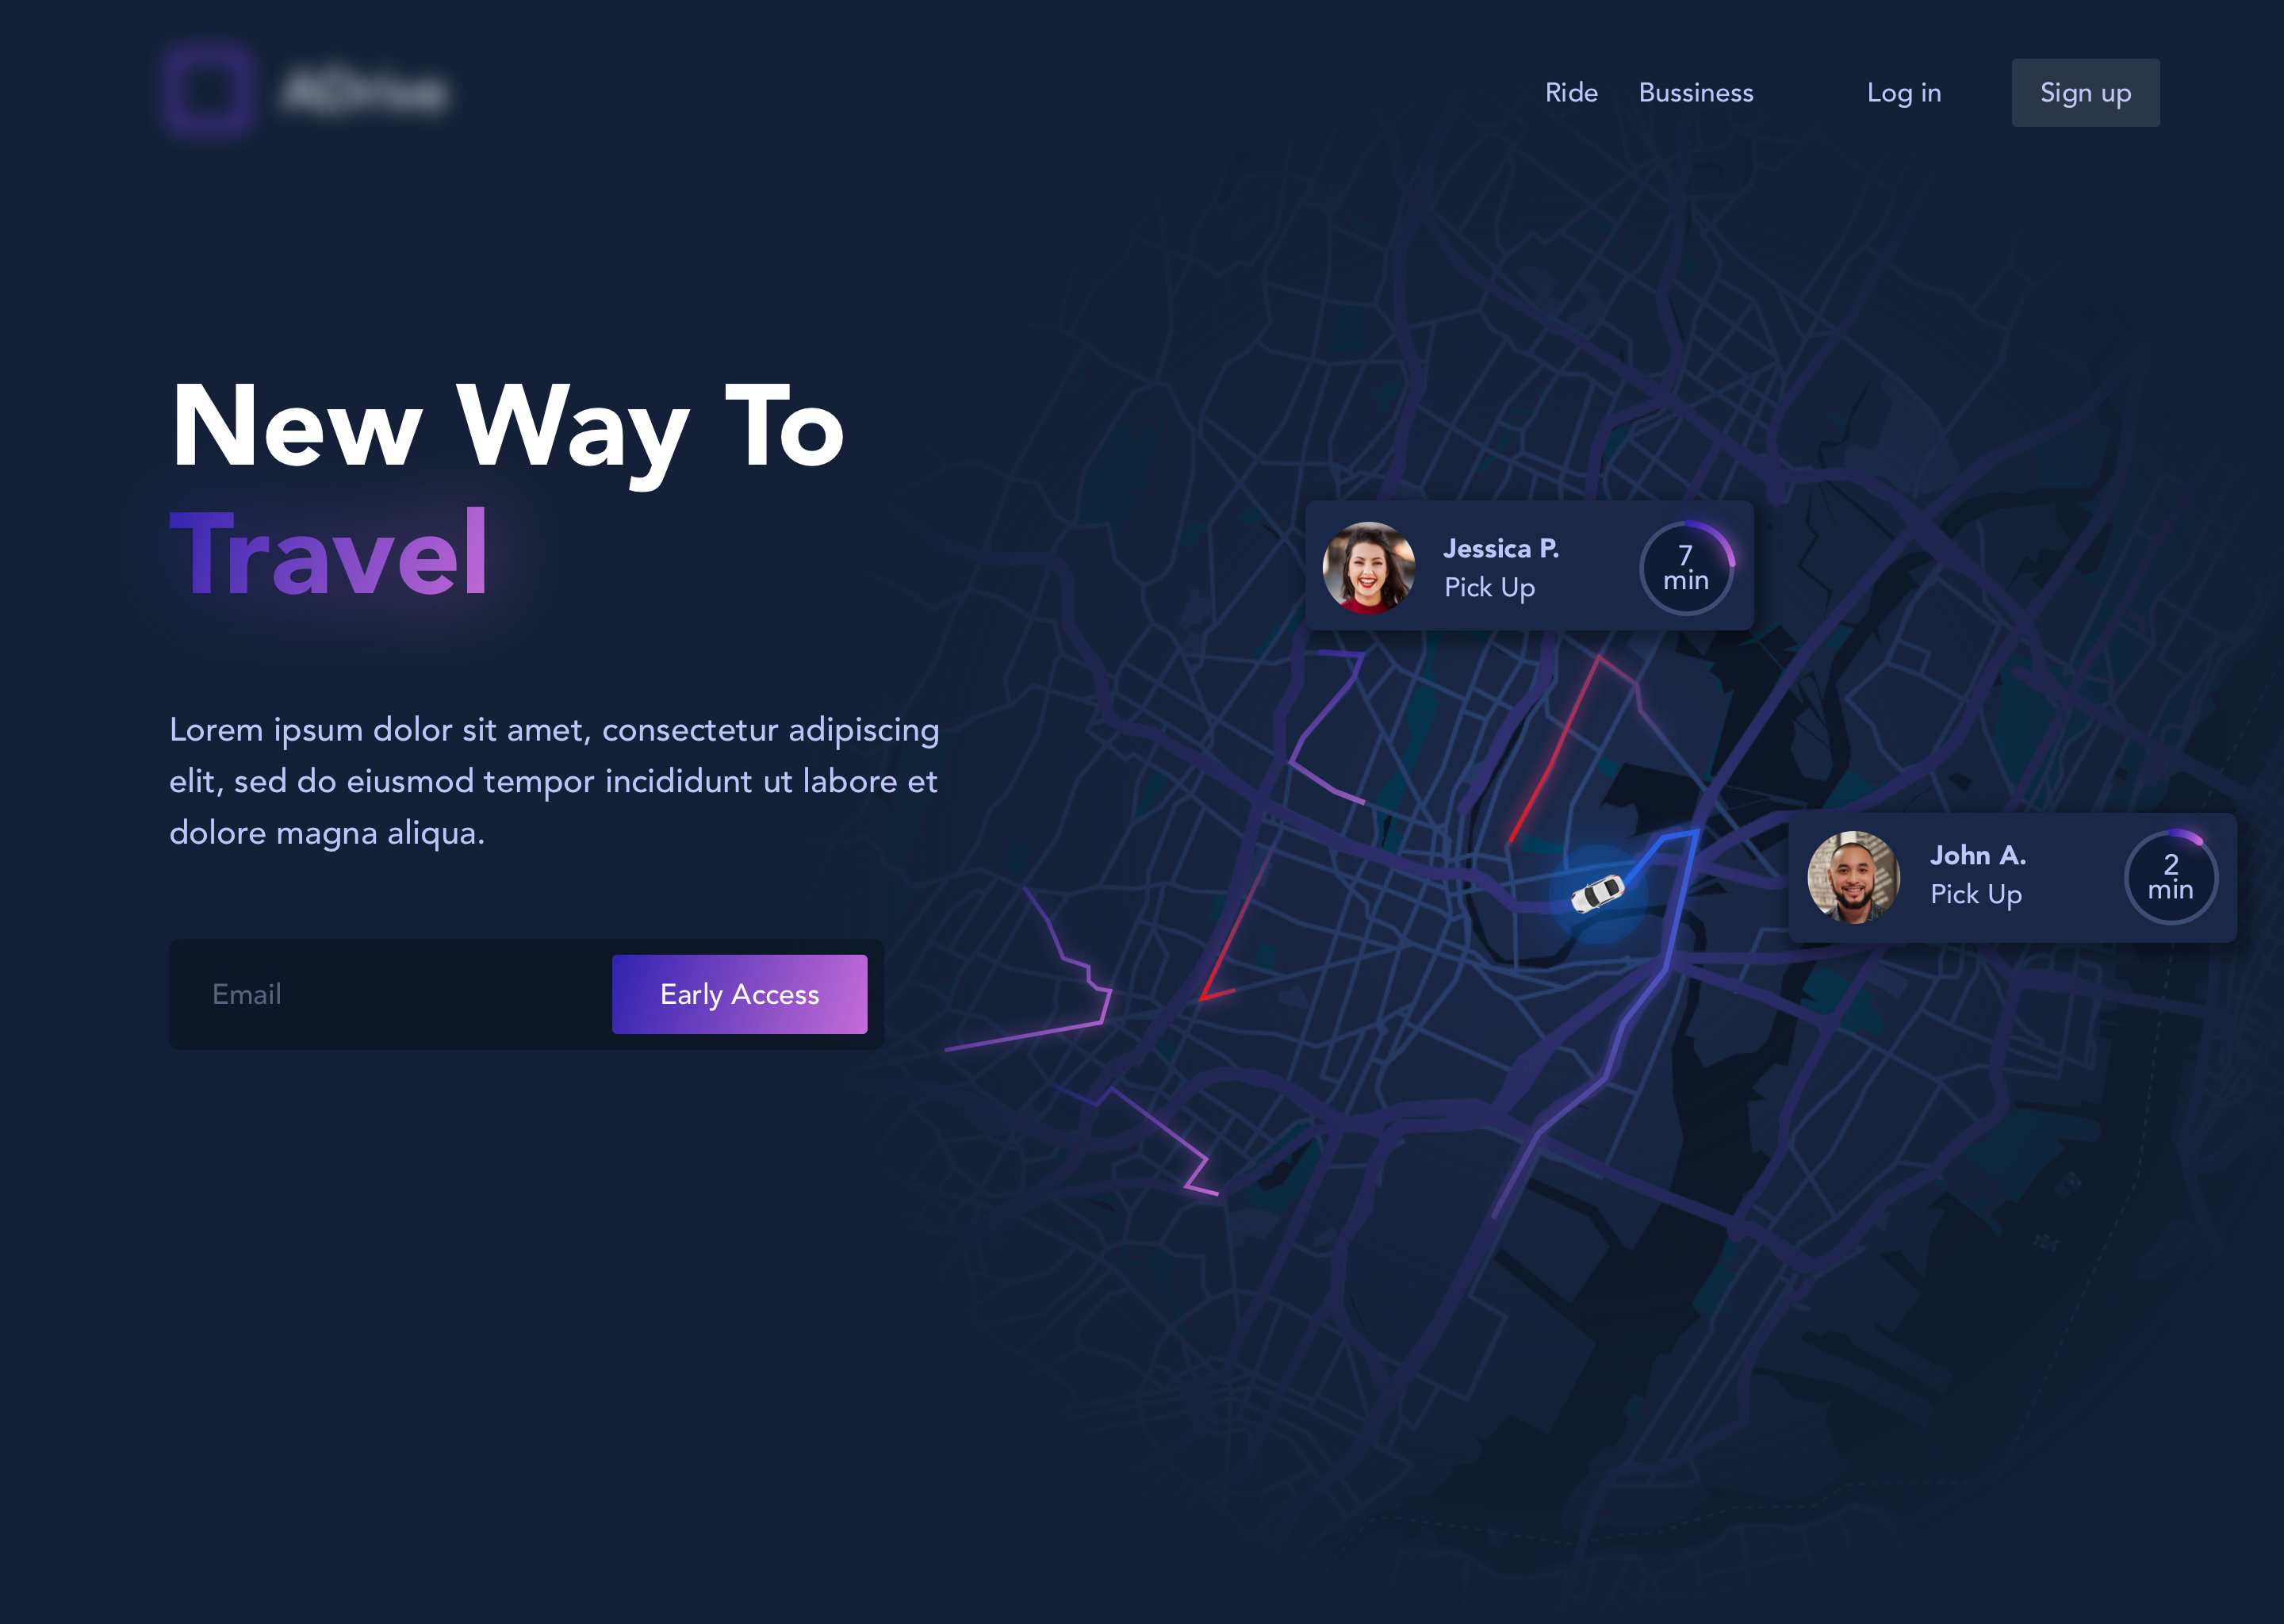 ADrive
Ride
Bussiness
Log in
Sign up
New Way To
Travel
Lorem ipsum dolor sit amet, consectetur adipiscing
elit, sed do eiusmod tempor incididunt ut labore et
dolore magna aliqua.
Email
Early Access
Jessica P.
Pick Up
7
min
John A.
Pick Up
2
min